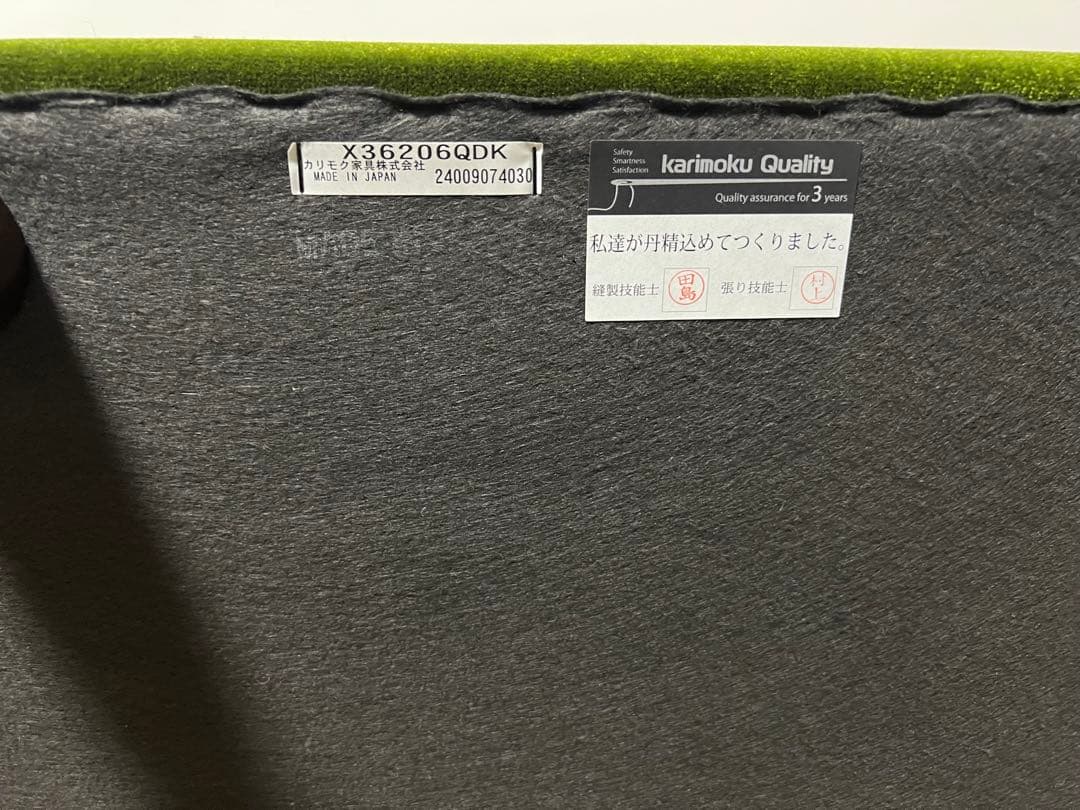 X36206QDK
カリモク家具株式会社
MADE IN JAPAN 24009074030
Safety
Smartness
Satisfaction
karimoku Quality
Quality assurance for 3 years
私達が丹精込めてつくりました。
縫製技能士 田島 張り技能士 村上